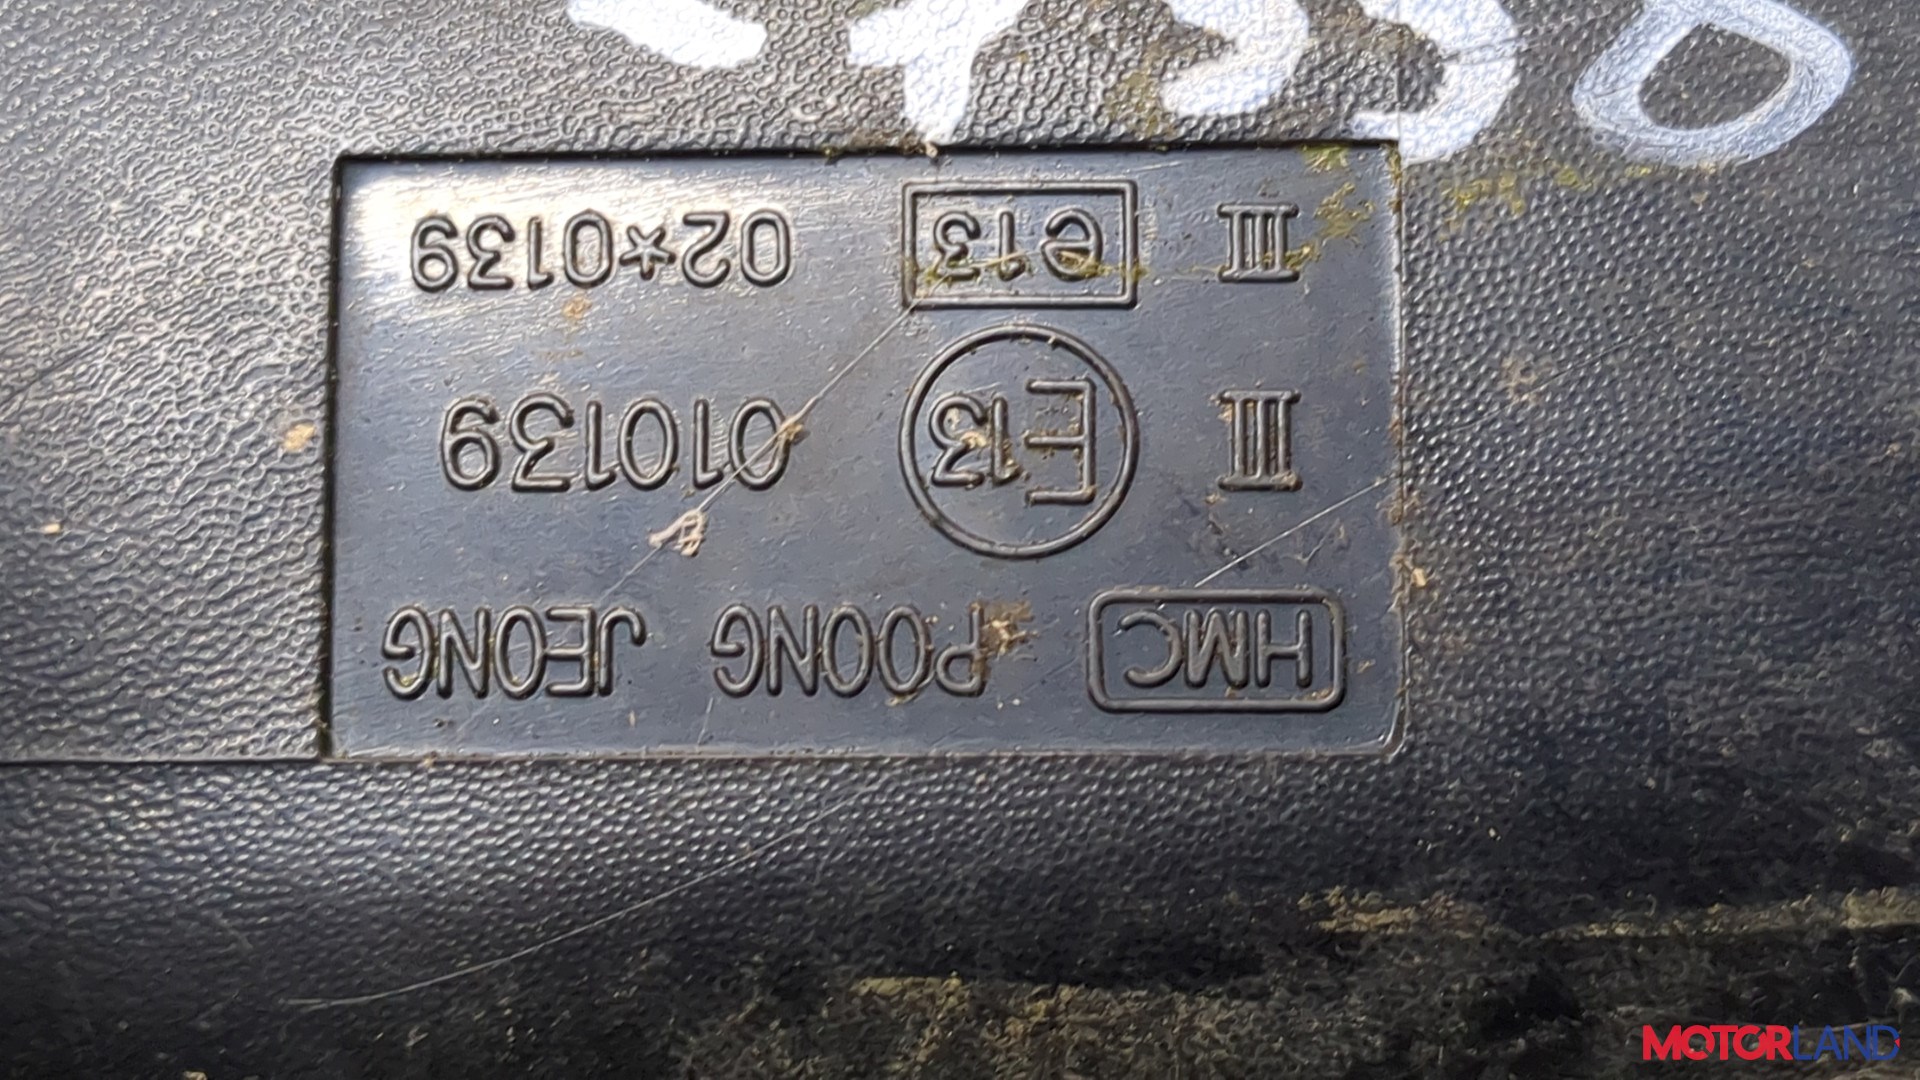 HMC POONG JEONG
III E13 010139
III e13 02*0139
MOTORLAND